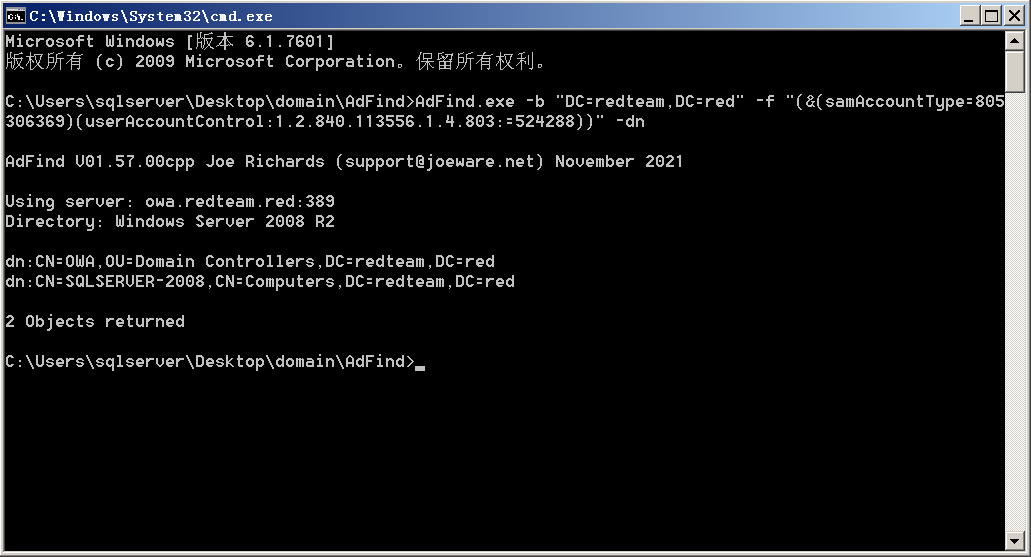 C:\Windows\System32\cmd.exe
Microsoft Windows [版本 6.1.7601]
版权所有 (c) 2009 Microsoft Corporation。保留所有权利。
C:\Users\sqlserver\Desktop\domain\AdFind>AdFind.exe -b "DC=redteam,DC=red" -f "(&(samAccountType=805
306369)(userAccountControl:1.2.840.113556.1.4.803:=524288))" -dn
AdFind V01.57.00cpp Joe Richards (support@joeware.net) November 2021
Using server: owa.redteam.red:389
Directory: Windows Server 2008 R2
dn:CN=OWA,OU=Domain Controllers,DC=redteam,DC=red
dn:CN=SQLSERVER-2008,CN=Computers,DC=redteam,DC=red
2 Objects returned
C:\Users\sqlserver\Desktop\domain\AdFind>